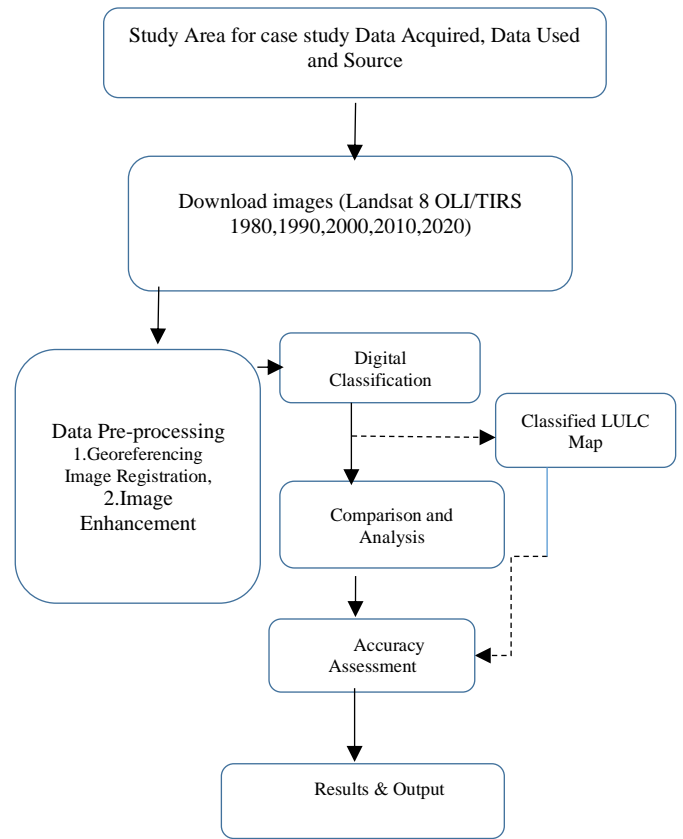 Study Area for case study Data Acquired, Data Used
and Source
Download images (Landsat 8 OLI/TIRS
1980,1990,2000,2010,2020)
Data Pre-processing
1.Georeferencing
Image Registration,
2.Image
Enhancement
Digital
Classification
Classified LULC
Map
Comparison and
Analysis
Accuracy
Assessment
Results & Output